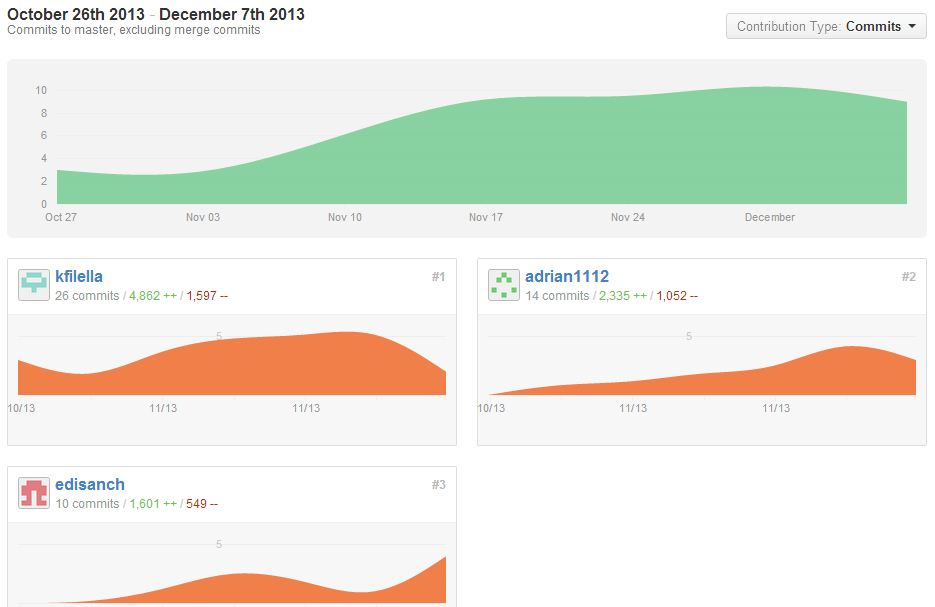 October 26th 2013 - December 7th 2013
Commits to master, excluding merge commits
Contribution Type: Commits
10
8
6
4
2
0
Oct 27 Nov 03 Nov 10 Nov 17 Nov 24 December
kfilella #1
26 commits / 4,862 ++ / 1,597 --
5
10/13 11/13 11/13
adrian1112 #2
14 commits / 2,335 ++ / 1,052 --
5
10/13 11/13 11/13
edisanch #3
10 commits / 1,601 ++ / 549 --
5